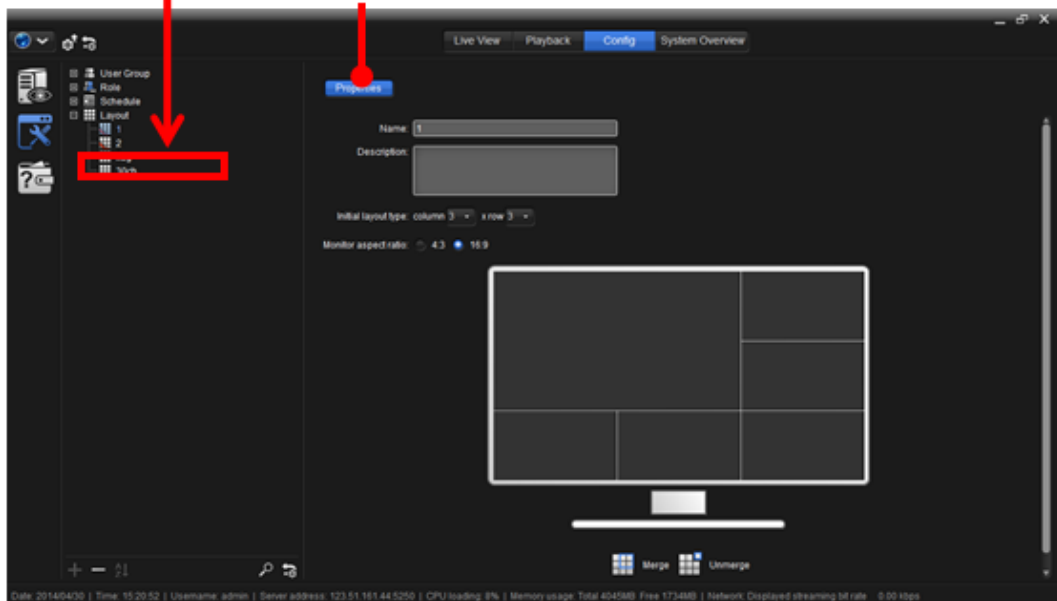 Live View Playback Config System Overview
User Group
Role
Schedule
Layout
1
2
30ch
Properties
Name: 1
Description:
Initial layout type: column 3 x row 3
Monitor aspect ratio: 4:3 16:9
Merge Unmerge
Date: 2014/04/30 | Time: 15:20:52 | Username: admin | Server address: 123.51.161.44:5250 | CPU loading: 8% | Memory usage: Total 4045MB Free 1734MB | Network: Displayed streaming bit rate 0.00 kbps